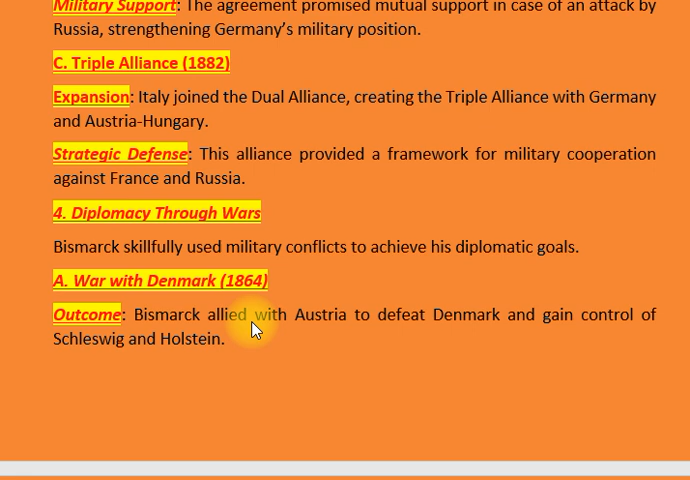 Military Support: The agreement promised mutual support in case of an attack by
Russia, strengthening Germany’s military position.
C. Triple Alliance (1882)
Expansion: Italy joined the Dual Alliance, creating the Triple Alliance with Germany
and Austria-Hungary.
Strategic Defense: This alliance provided a framework for military cooperation
against France and Russia.
4. Diplomacy Through Wars
Bismarck skillfully used military conflicts to achieve his diplomatic goals.
A. War with Denmark (1864)
Outcome: Bismarck allied with Austria to defeat Denmark and gain control of
Schleswig and Holstein.